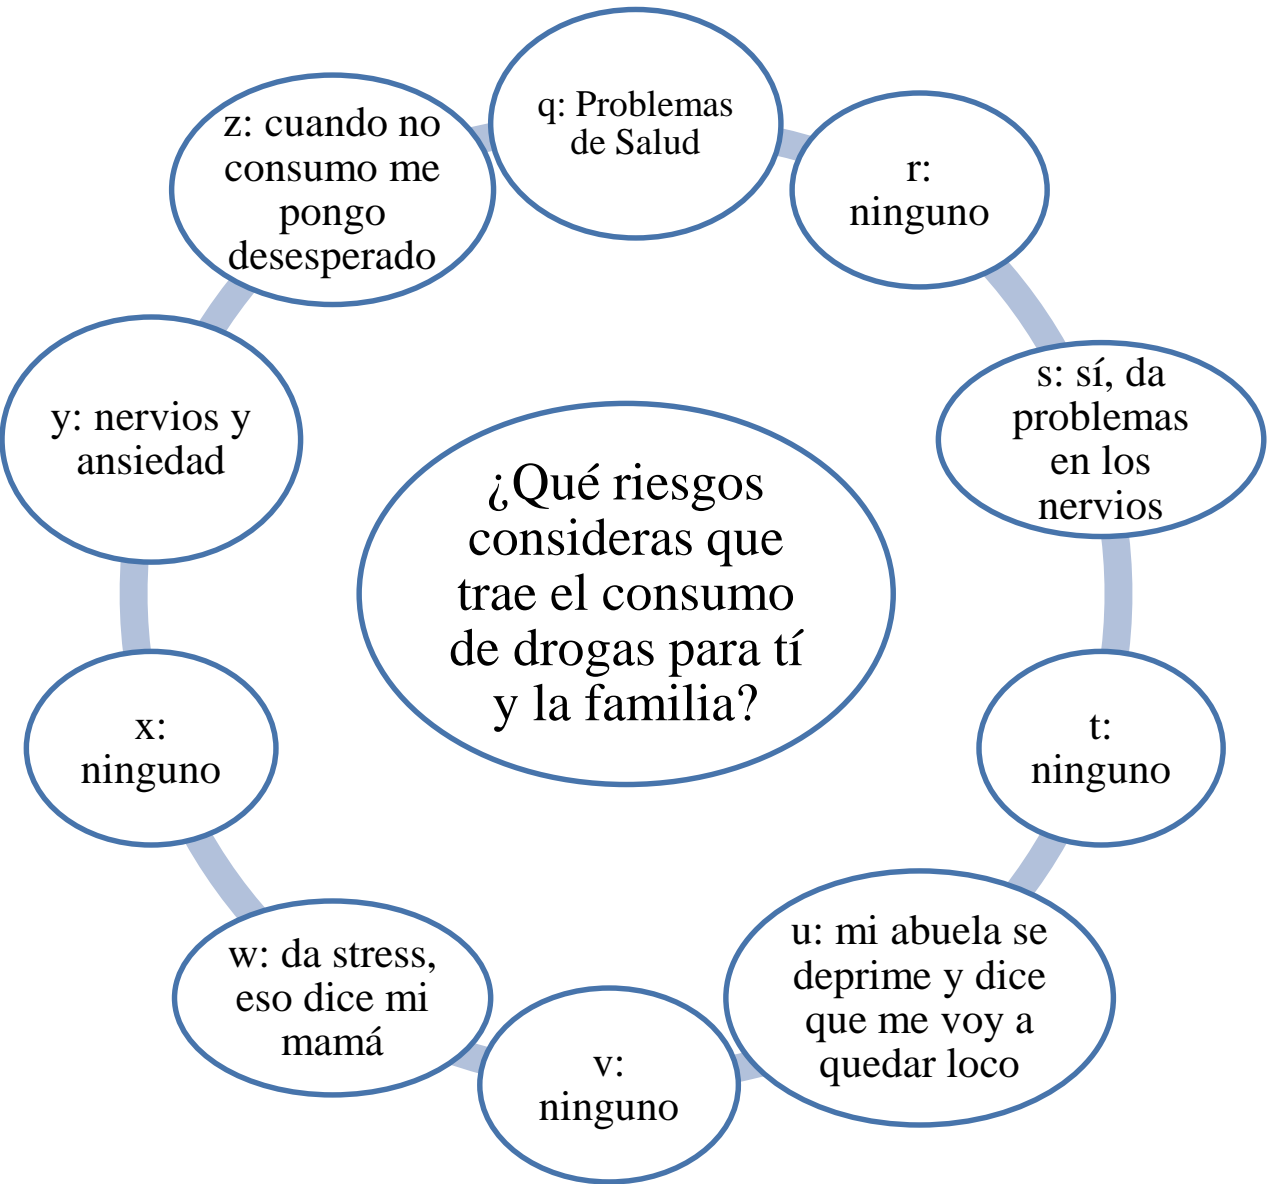 q: Problemas
de Salud
r:
ninguno
s: sí, da
problemas
en los
nervios
t:
ninguno
u: mi abuela se
deprime y dice
que me voy a
quedar loco
v:
ninguno
w: da stress,
eso dice mi
mamá
x:
ninguno
y: nervios y
ansiedad
z: cuando no
consumo me
pongo
desesperado
¿Qué riesgos
consideras que
trae el consumo
de drogas para tí
y la familia?